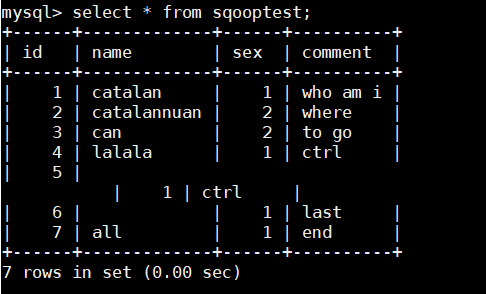 mysql> select * from sqooptest;
+------+-------------+------+----------+
| id   | name        | sex  | comment  |
+------+-------------+------+----------+
|    1 | catalan     |    1 | who am i |
|    2 | catalannuan |    2 | where    |
|    3 | can         |    2 | to go    |
|    4 | lalala      |    1 | ctrl     |
|    5 |
           |    1 | ctrl     |
|    6 |             |    1 | last     |
|    7 | all         |    1 | end      |
+------+-------------+------+----------+
7 rows in set (0.00 sec)